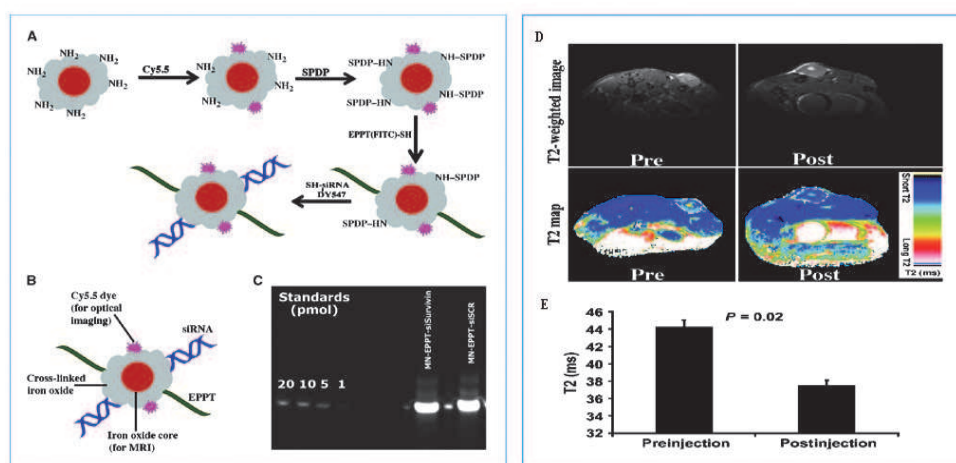 A
NH2 NH2
NH2
NH2
NH2
NH2
Cy5.5
NH2
NH2
NH2
NH2
SPDP
SPDP–HN
NH–SPDP
NH–SPDP
SPDP–HN
EPPT(FITC)-SH
NH–SPDP
SPDP–HN
SH-siRNA
DY547
B
Cy5.5 dye
(for optical
imaging)
siRNA
Cross-linked
iron oxide
EPPT
Iron oxide core
(for MRI)
C
Standards
(pmol)
20 10 5 1
MN-EPPT-siSurvivin
MN-EPPT-siSCR
D
T2-weighted image
Pre
Post
T2 map
Pre
Post
Short T2
Long T2
T2 (ms)
E
P = 0.02
T2 (ms)
46
44
42
40
38
36
34
32
Preinjection
Postinjection